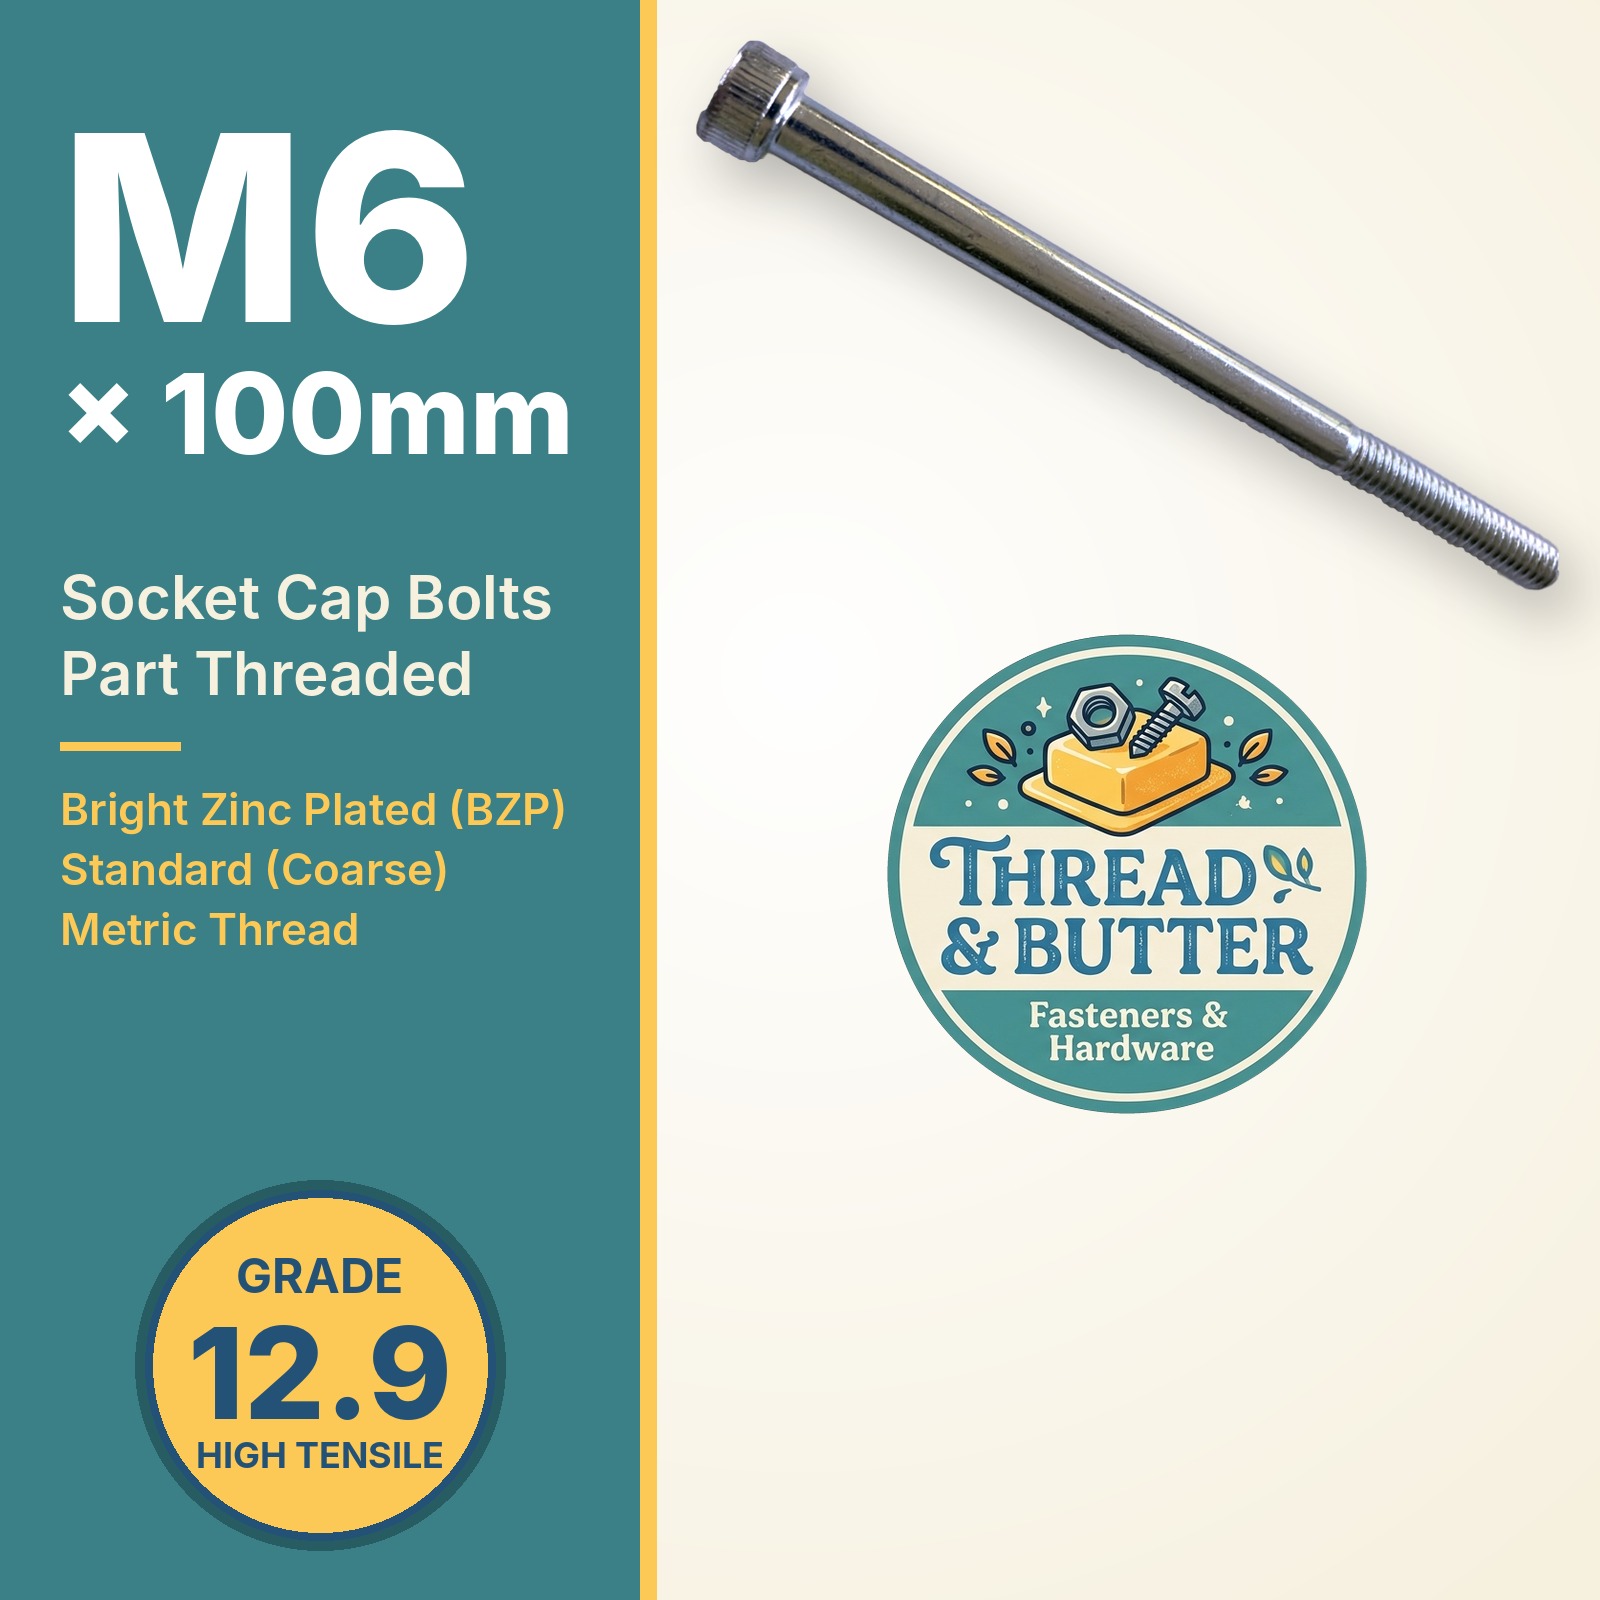 M6
× 100mm
Socket Cap Bolts
Part Threaded
Bright Zinc Plated (BZP)
Standard (Coarse)
Metric Thread
GRADE
12.9
HIGH TENSILE
THREAD
& BUTTER
Fasteners &
Hardware